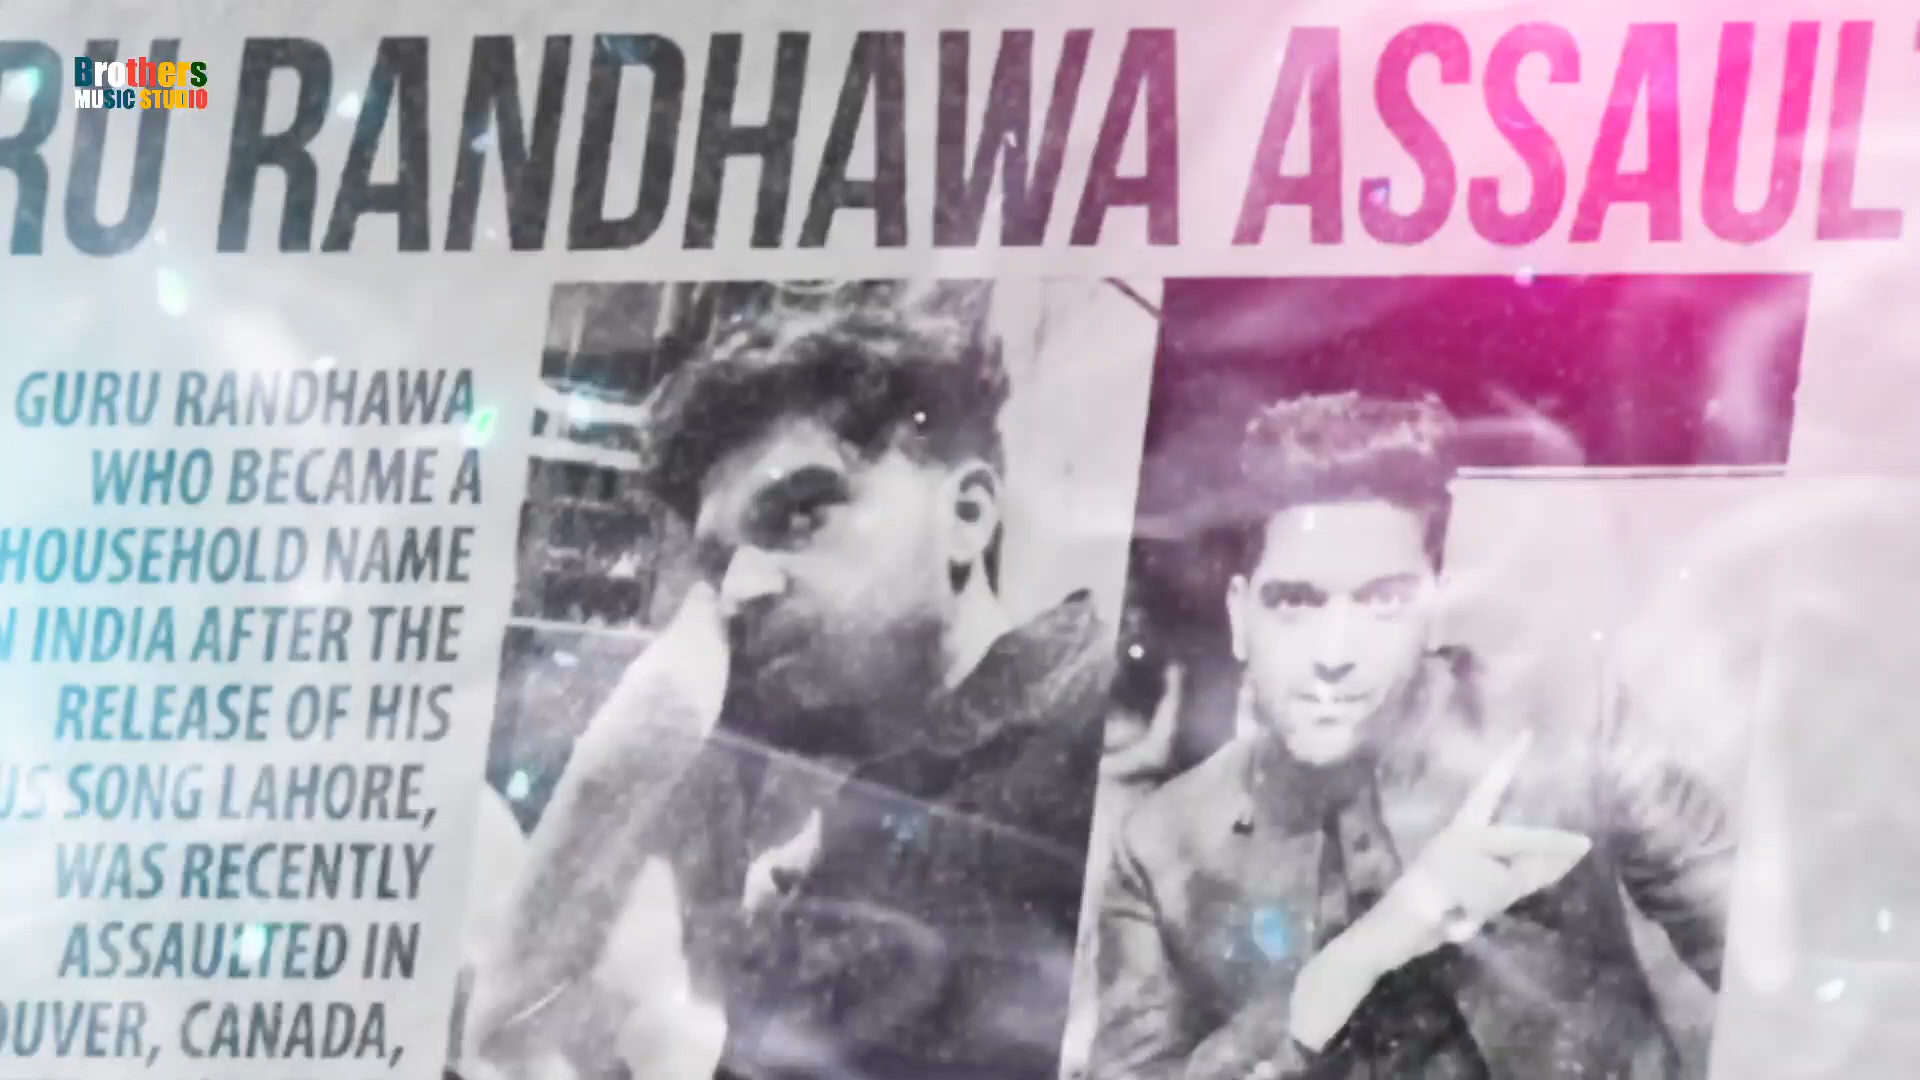 Brothers
MUSIC STUDIO
RU RANDHAWA ASSAUL
GURU RANDHAWA
WHO BECAME A
HOUSEHOLD NAME
N INDIA AFTER THE
RELEASE OF HIS
US SONG LAHORE,
WAS RECENTLY
ASSAULTED IN
OUVER, CANADA,